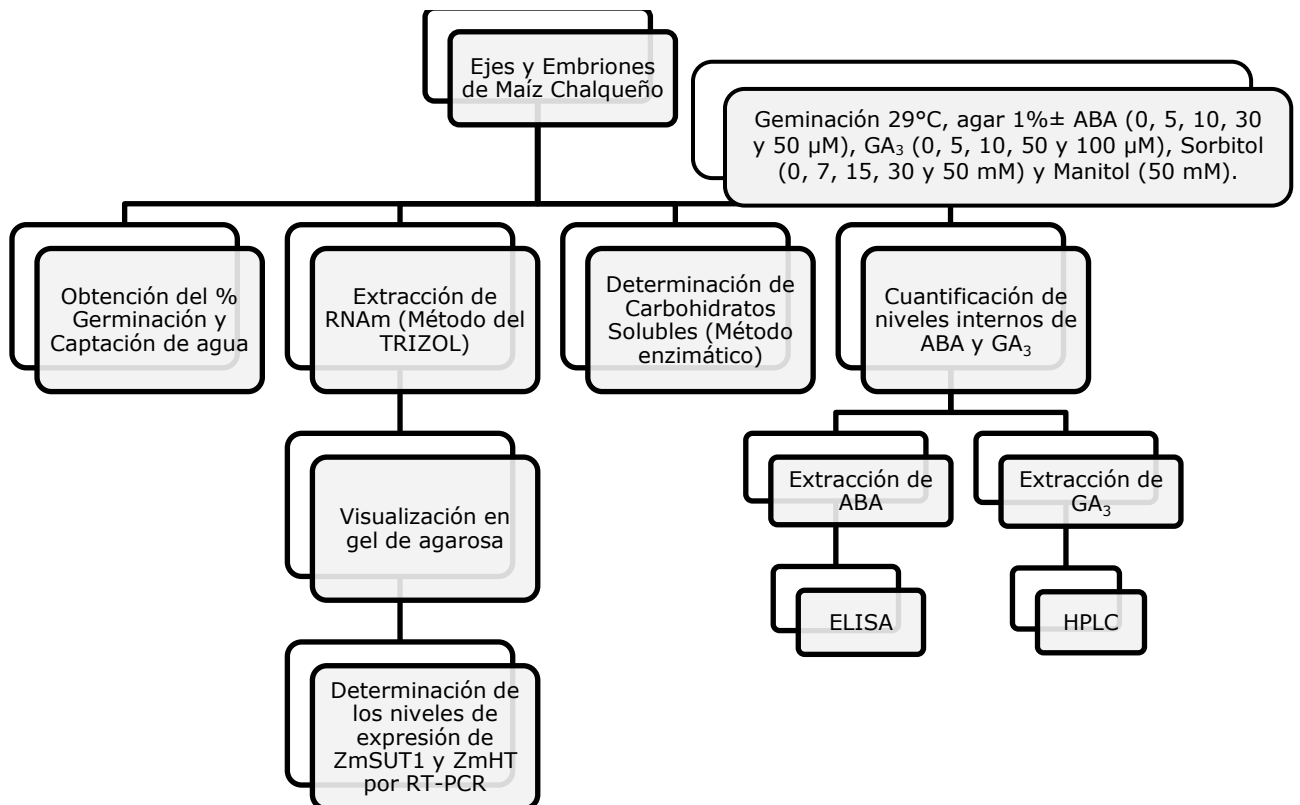 Ejes y Embriones
de Maíz Chalqueño
Geminación 29°C, agar 1%± ABA (0, 5, 10, 30
y 50 µM), GA₃ (0, 5, 10, 50 y 100 µM), Sorbitol
(0, 7, 15, 30 y 50 mM) y Manitol (50 mM).
Obtención del %
Germinación y
Captación de agua
Extracción de
RNAm (Método del
TRIZOL)
Determinación de
Carbohidratos
Solubles (Método
enzimático)
Cuantificación de
niveles internos de
ABA y GA₃
Visualización en
gel de agarosa
Extracción de
ABA
Extracción de
GA₃
ELISA
HPLC
Determinación de
los niveles de
expresión de
ZmSUT1 y ZmHT
por RT-PCR